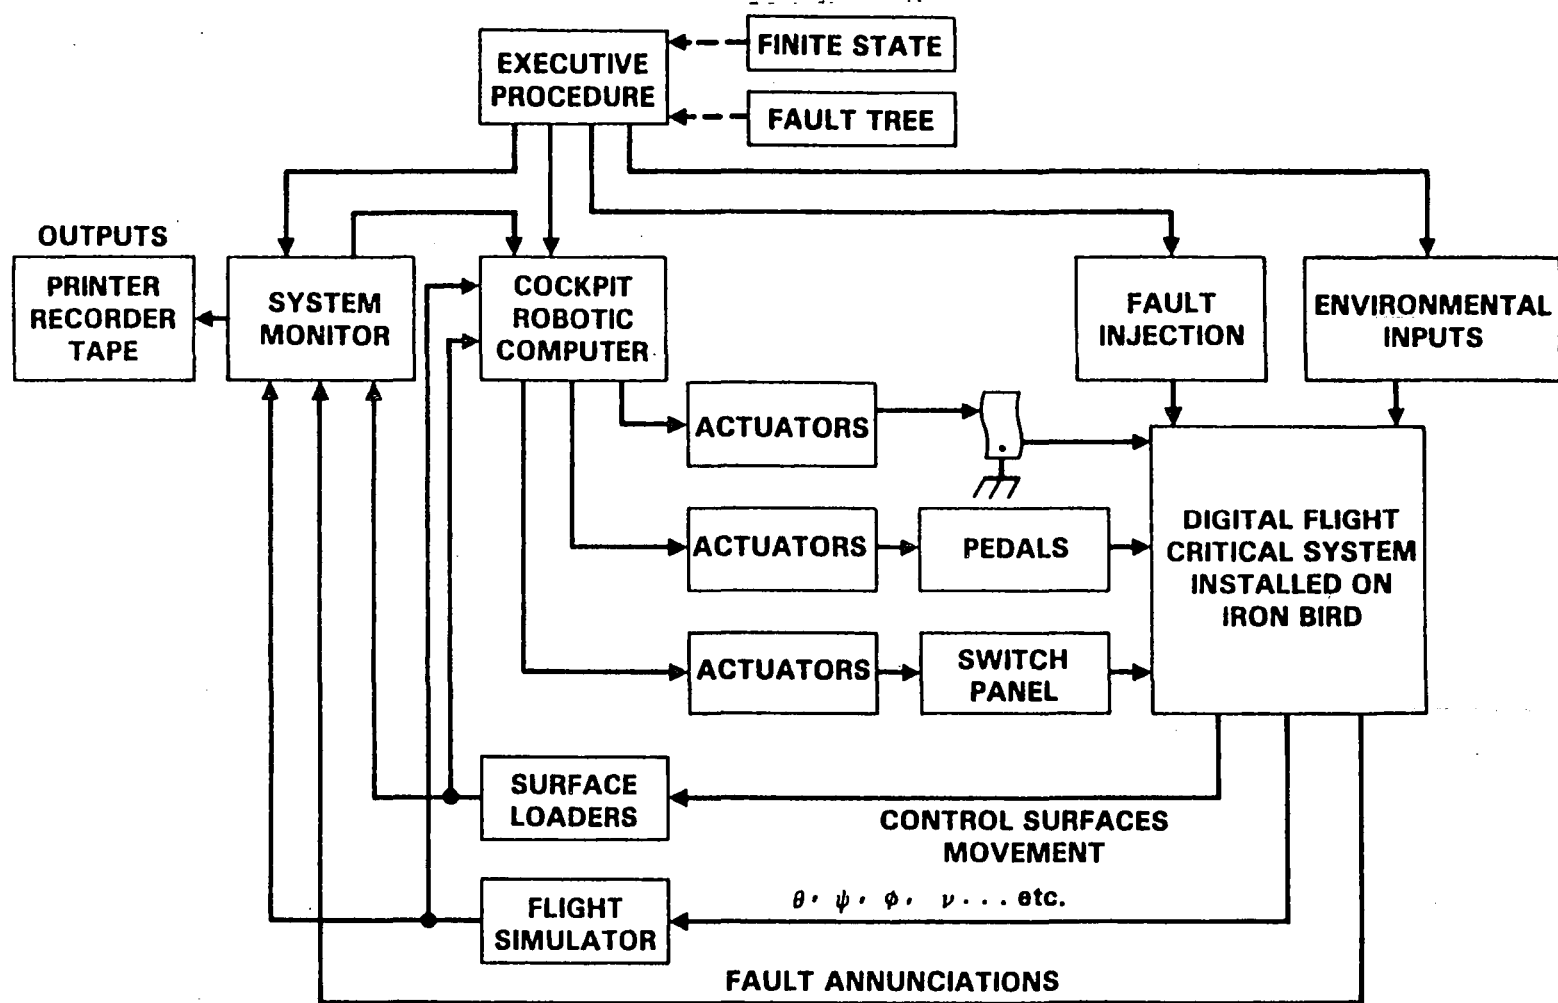 FINITE STATE
EXECUTIVE
PROCEDURE
FAULT TREE
OUTPUTS
PRINTER
RECORDER
TAPE
SYSTEM
MONITOR
COCKPIT
ROBOTIC
COMPUTER
FAULT
INJECTION
ENVIRONMENTAL
INPUTS
ACTUATORS
ACTUATORS
PEDALS
ACTUATORS
SWITCH
PANEL
DIGITAL FLIGHT
CRITICAL SYSTEM
INSTALLED ON
IRON BIRD
SURFACE
LOADERS
CONTROL SURFACES
MOVEMENT
FLIGHT
SIMULATOR
θ, ψ, φ, ν... etc.
FAULT ANNUNCIATIONS